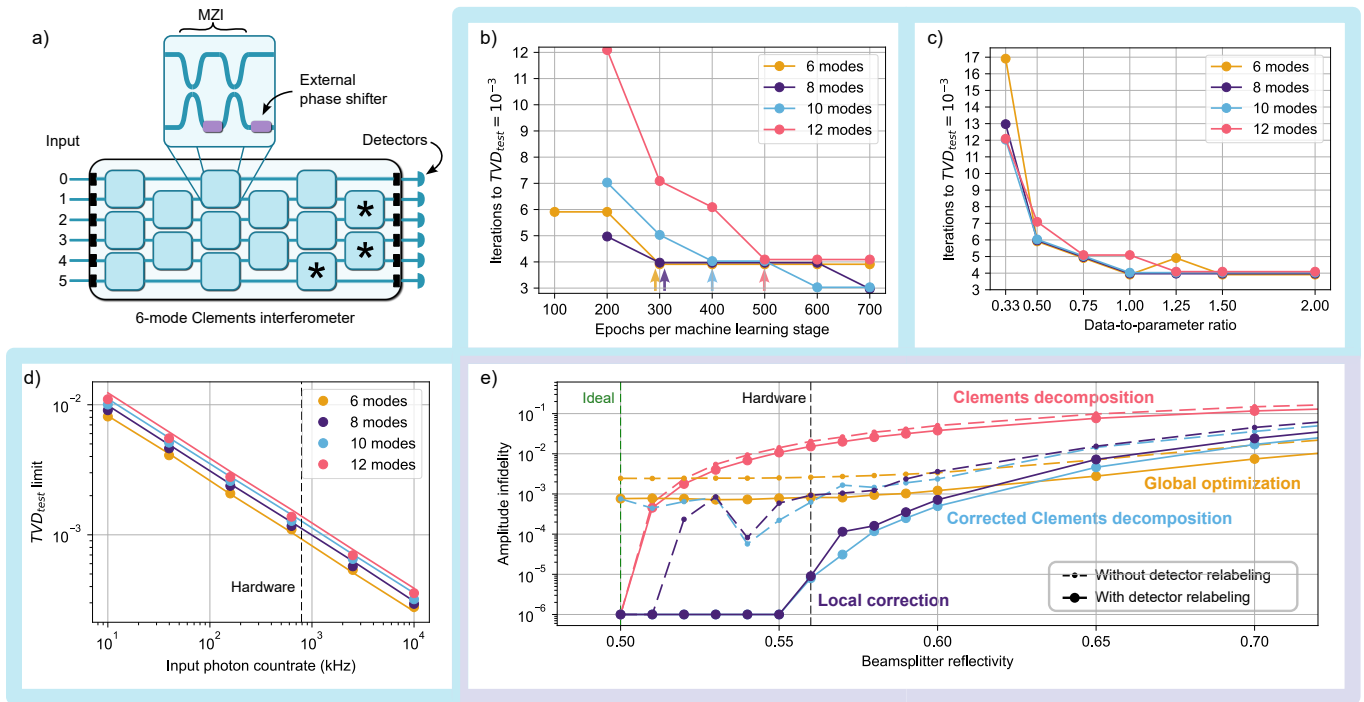 a)
MZI
External
phase shifter
Input
Detectors
0
1
2
3
4
5
*
*
*
6-mode Clements interferometer
b)
Iterations to TVD_test = 10⁻³
12
11
10
9
8
7
6
5
4
3
6 modes
8 modes
10 modes
12 modes
100 200 300 400 500 600 700
Epochs per machine learning stage
c)
Iterations to TVD_test = 10⁻³
17
16
15
14
13
12
11
10
9
8
7
6
5
4
3
6 modes
8 modes
10 modes
12 modes
0.33 0.50 0.75 1.00 1.25 1.50 2.00
Data-to-parameter ratio
d)
TVD_test limit
10⁻²
10⁻³
6 modes
8 modes
10 modes
12 modes
Hardware
10¹ 10² 10³ 10⁴
Input photon countrate (kHz)
e)
Amplitude infidelity
10⁻¹
10⁻²
10⁻³
10⁻⁴
10⁻⁵
10⁻⁶
Ideal
Hardware
Clements decomposition
Global optimization
Corrected Clements decomposition
Local correction
Without detector relabeling
With detector relabeling
0.50 0.55 0.60 0.65 0.70
Beamsplitter reflectivity